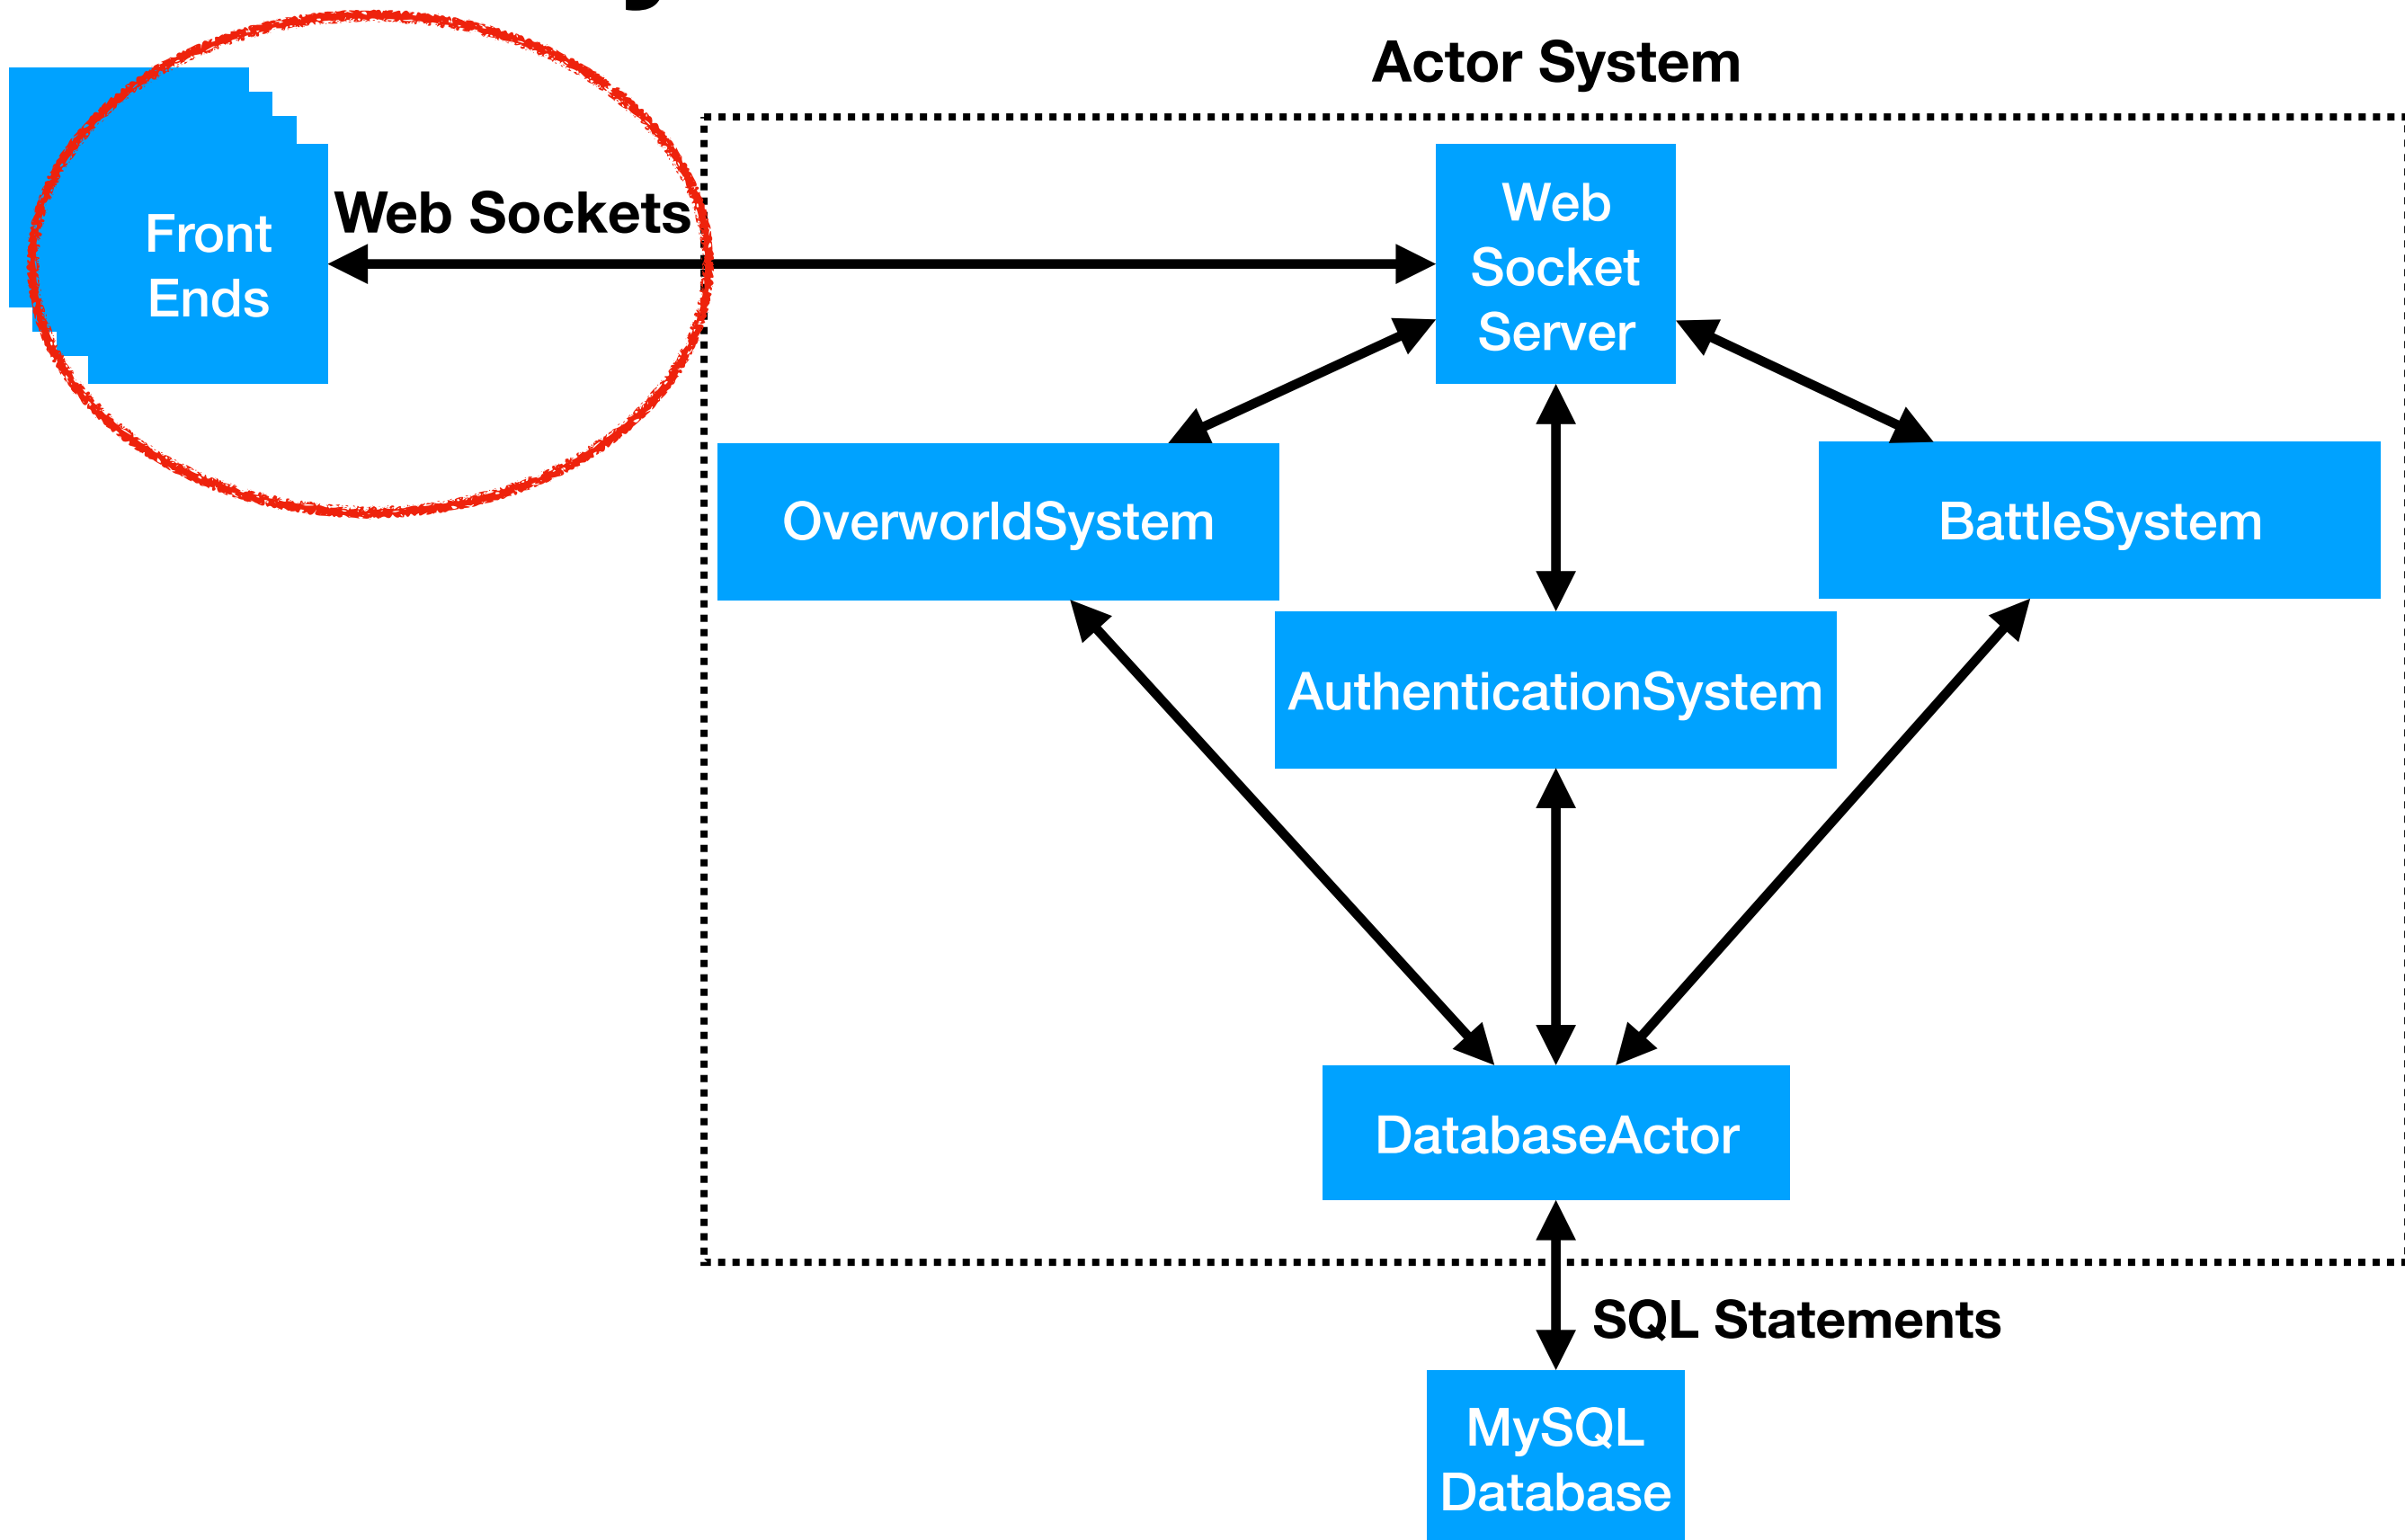 Actor System
Web Sockets
Front
Ends
Web
Socket
Server
OverworldSystem
BattleSystem
AuthenticationSystem
DatabaseActor
SQL Statements
MySQL
Database